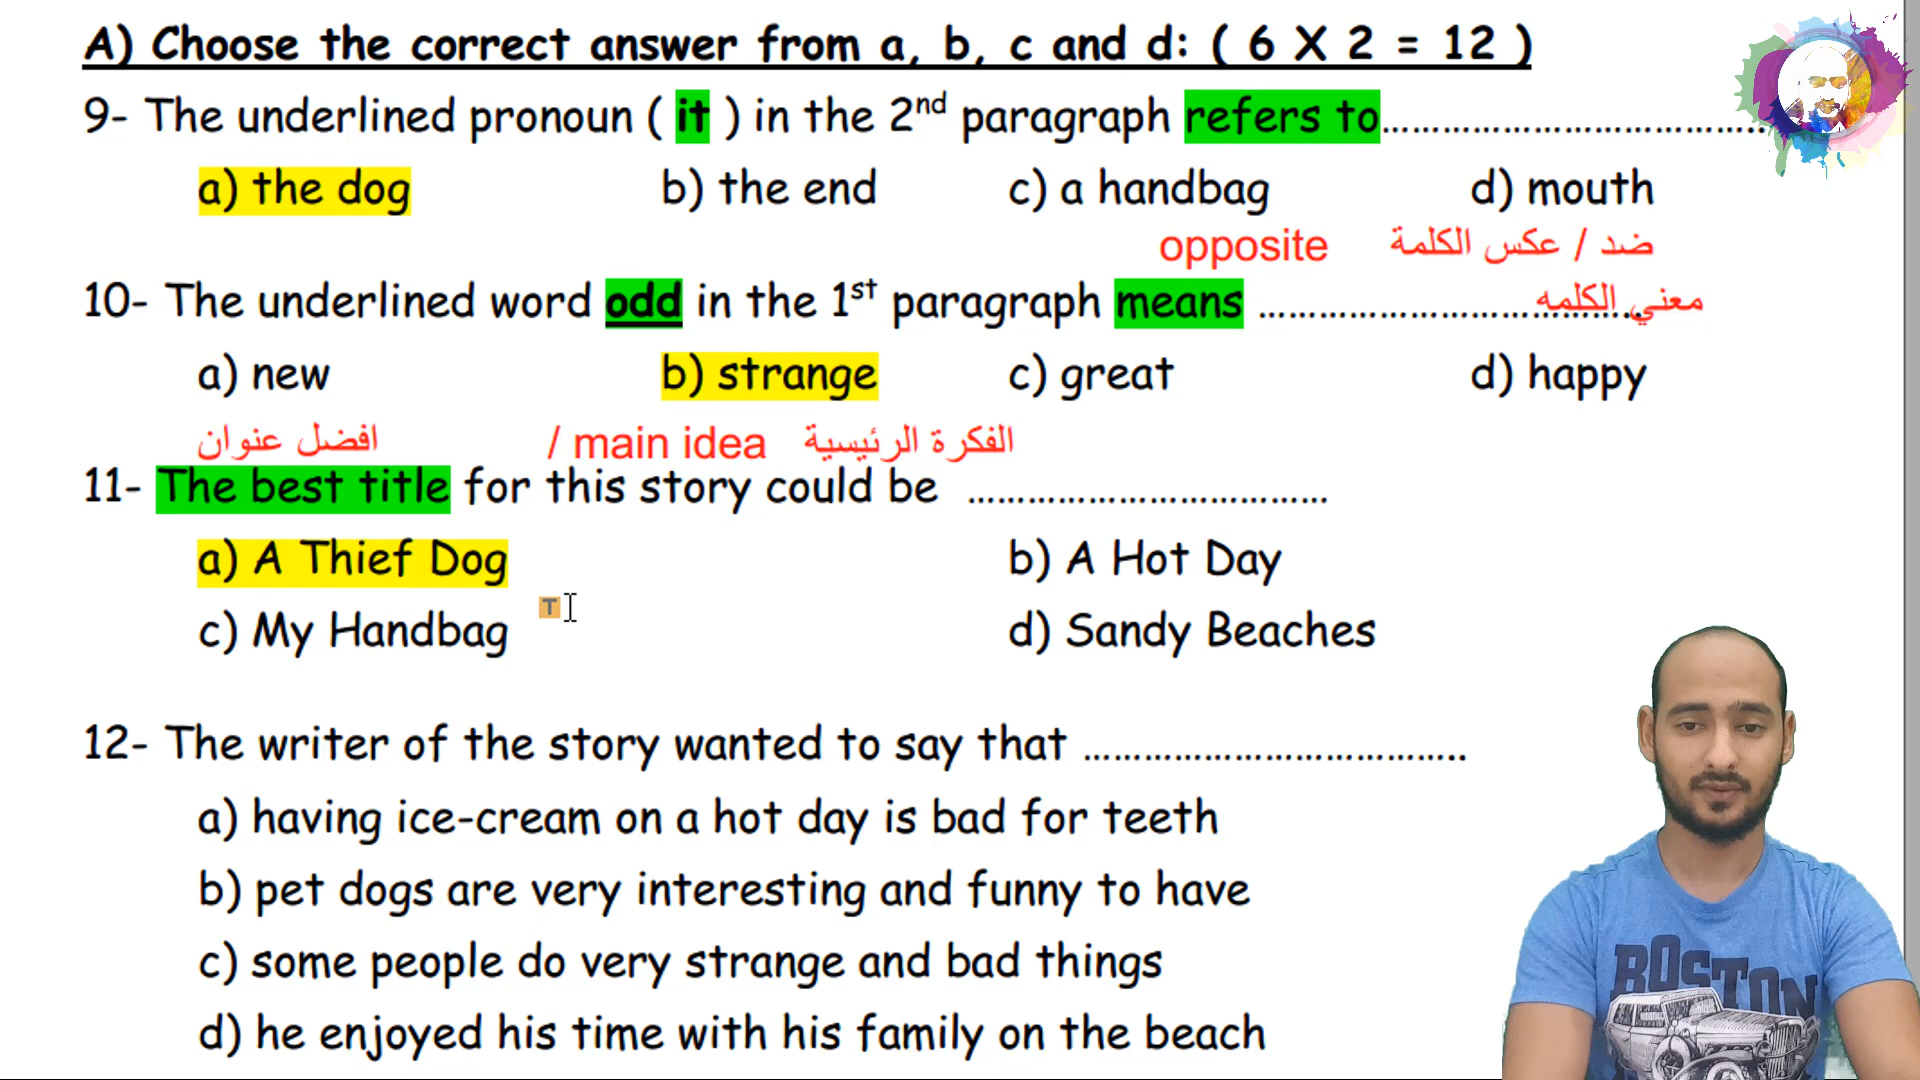 A) Choose the correct answer from a, b, c and d: ( 6 X 2 = 12 )
9- The underlined pronoun ( it ) in the 2nd paragraph refers to..........................................
a) the dog b) the end c) a handbag d) mouth
opposite ضد / عكس الكلمة
10- The underlined word odd in the 1st paragraph means .......................................... معني الكلمه
a) new b) strange c) great d) happy
افضل عنوان / main idea الفكرة الرئيسية
11- The best title for this story could be ....................................
a) A Thief Dog b) A Hot Day
T
c) My Handbag d) Sandy Beaches
12- The writer of the story wanted to say that ......................................
a) having ice-cream on a hot day is bad for teeth
b) pet dogs are very interesting and funny to have
c) some people do very strange and bad things
d) he enjoyed his time with his family on the beach
BOSTON